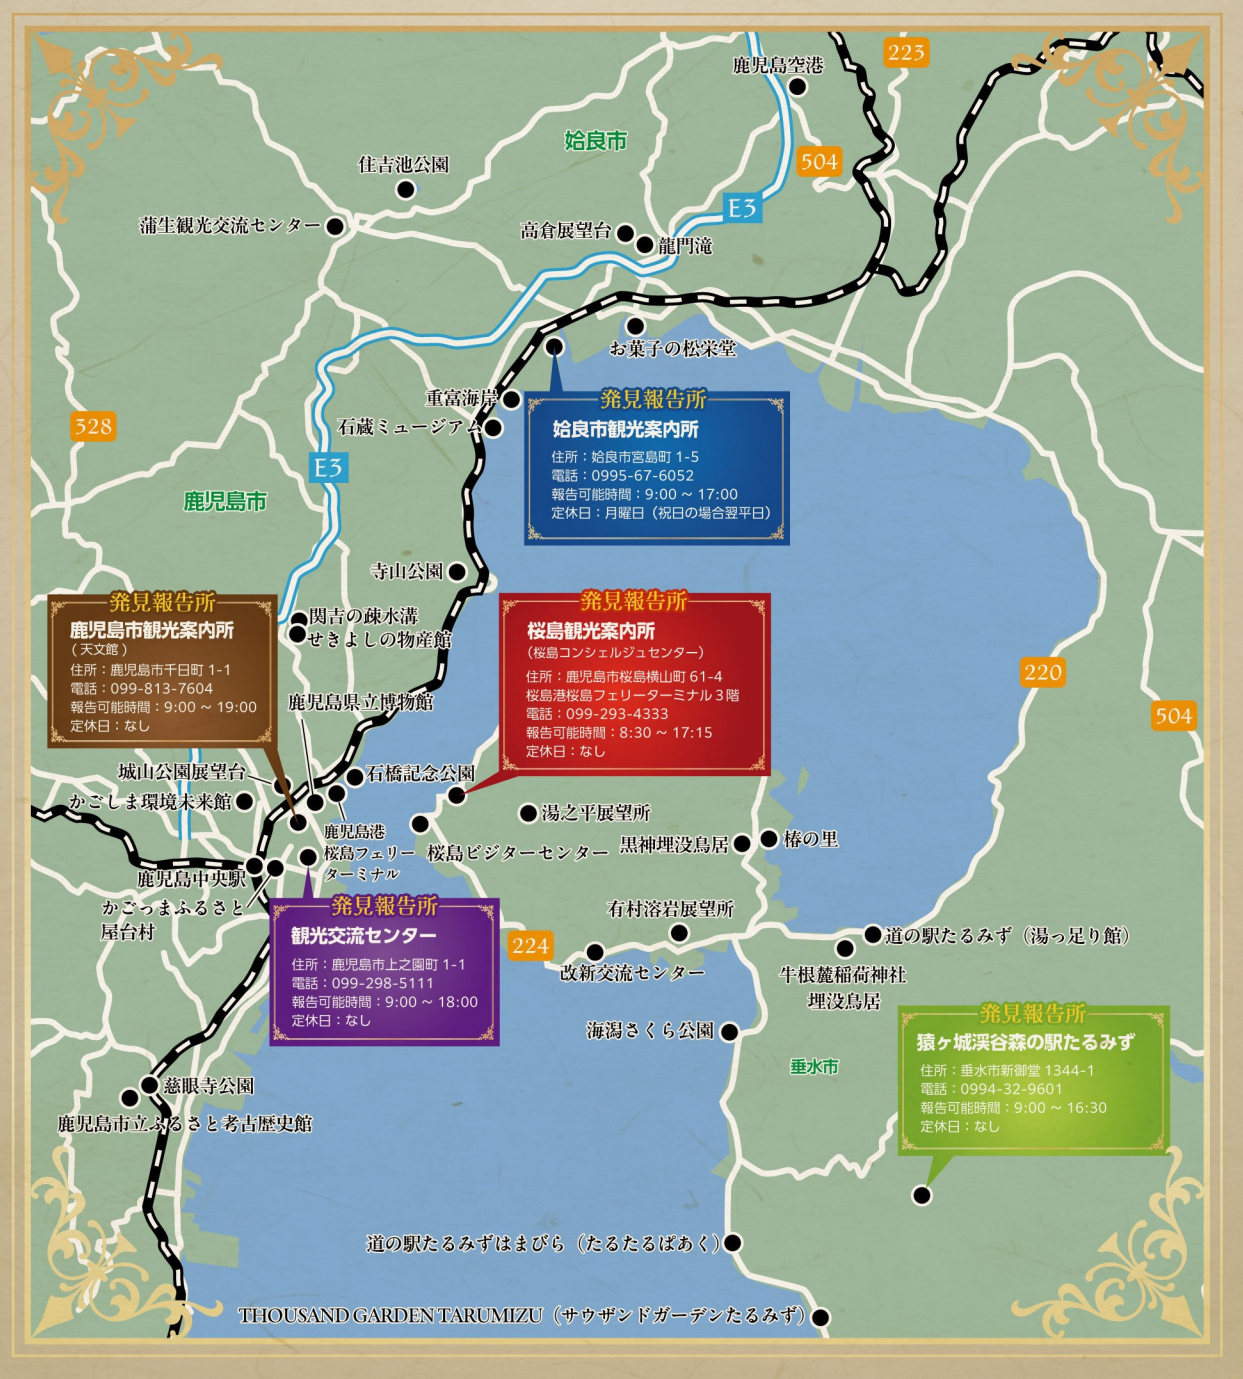 223
鹿児島空港
姶良市
504
住吉池公園
E3
蒲生観光交流センター
高倉展望台
龍門滝
お菓子の松栄堂
重富海岸
石蔵ミュージアム
328
E3
鹿児島市
発見報告所
姶良市観光案内所
住所：姶良市宮島町 1-5
電話：0995-67-6052
報告可能時間：9:00 ～ 17:00
定休日：月曜日（祝日の場合翌平日）
寺山公園
関吉の疎水溝
せきよしの物産館
発見報告所
鹿児島市観光案内所
（ 天文館 ）
住所：鹿児島市千日町 1-1
電話：099-813-7604
報告可能時間：9:00 ～ 19:00
定休日：なし
発見報告所
桜島観光案内所
（桜島コンシェルジュセンター）
住所：鹿児島市桜島横山町 61-4
桜島港桜島フェリーターミナル３階
電話：099-293-4333
報告可能時間：8:30 ～ 17:15
定休日：なし
220
504
鹿児島県立博物館
城山公園展望台
石橋記念公園
かごしま環境未来館
湯之平展望所
鹿児島港
桜島フェリー
ターミナル
桜島ビジターセンター
黒神埋没鳥居
椿の里
鹿児島中央駅
かごっまふるさと
屋台村
有村溶岩展望所
224
改新交流センター
道の駅たるみず（湯っ足り館）
牛根麓稲荷神社
埋没鳥居
発見報告所
観光交流センター
住所：鹿児島市上之園町 1-1
電話：099-298-5111
報告可能時間：9:00 ～ 18:00
定休日：なし
海潟さくら公園
垂水市
発見報告所
猿ヶ城渓谷森の駅たるみず
住所：垂水市新御堂 1344-1
電話：0994-32-9601
報告可能時間：9:00 ～ 16:30
定休日：なし
慈眼寺公園
鹿児島市立ふるさと考古歴史館
道の駅たるみずはまびら（たるたるぱあく）
THOUSAND GARDEN TARUMIZU（サウザンドガーデンたるみず）